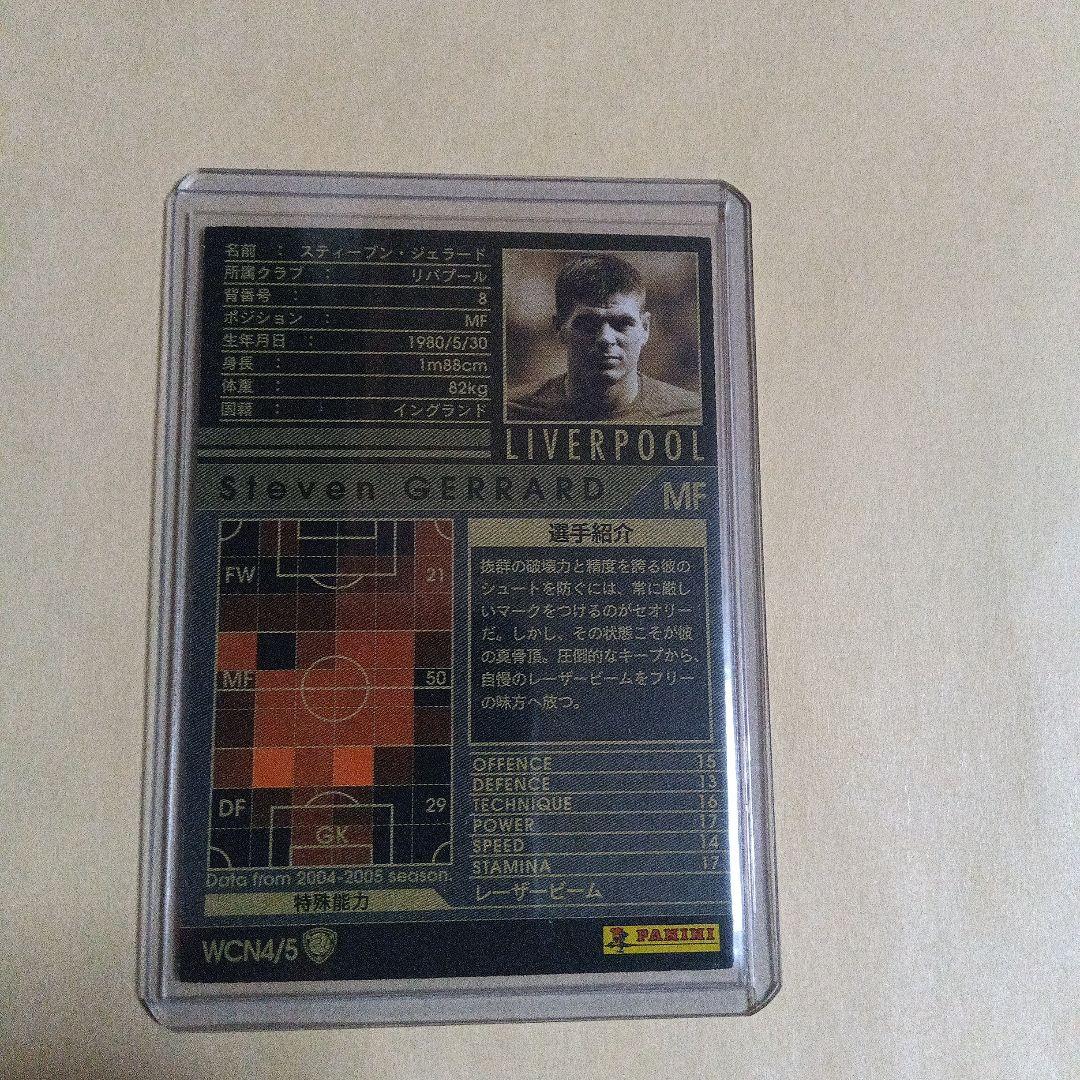 名前 : スティーブン・ジェラード
所属クラブ : リバプール
背番号 : 8
ポジション : MF
生年月日 : 1980/5/30
身長 : 1m88cm
体重 : 82kg
国籍 : イングランド
LIVERPOOL
Steven GERRARD MF
FW 21
MF 50
DF 29
GK
Data from 2004-2005 season.
選手紹介
抜群の破壊力と精度を誇る彼の
シュートを防ぐには、常に厳し
いマークをつけるのがセオリー
だ。しかし、その状態こそが彼
の真骨頂。圧倒的なキープから、
自慢のレーザービームをフリー
の味方へ放つ。
OFFENCE 15
DEFENCE 13
TECHNIQUE 16
POWER 17
SPEED 14
STAMINA 17
特殊能力 レーザービーム
WCN4/5
PANINI